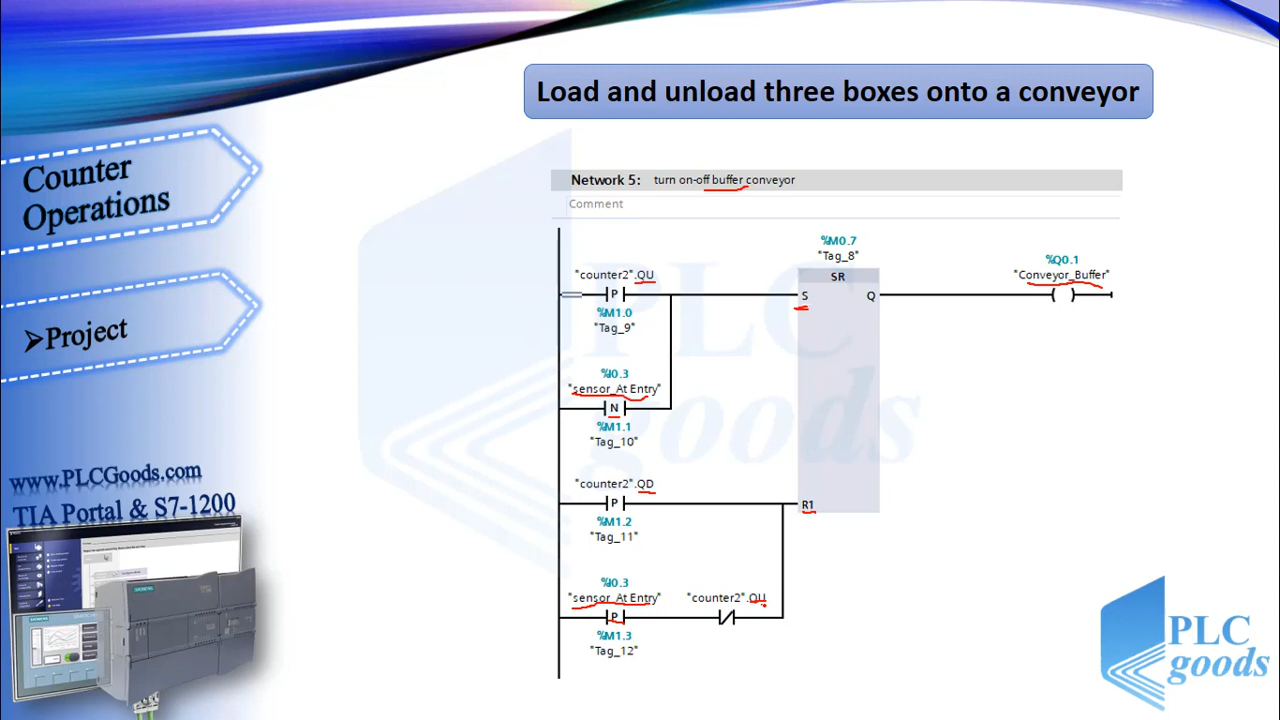 Load and unload three boxes onto a conveyor
Counter
Operations
Project
www.PLCGoods.com
TIA Portal & S7-1200
Network 5: turn on-off buffer conveyor
Comment
%M0.7
"Tag_8"
SR
%Q0.1
"Conveyor_Buffer"
"counter2".QU
P
S
Q
%M1.0
"Tag_9"
%I0.3
"sensor_At Entry"
N
%M1.1
"Tag_10"
"counter2".QD
P
R1
%M1.2
"Tag_11"
%I0.3
"sensor_At Entry"
"counter2".QU
P
%M1.3
"Tag_12"
PLC
goods
SIEMENS
PLC
goods